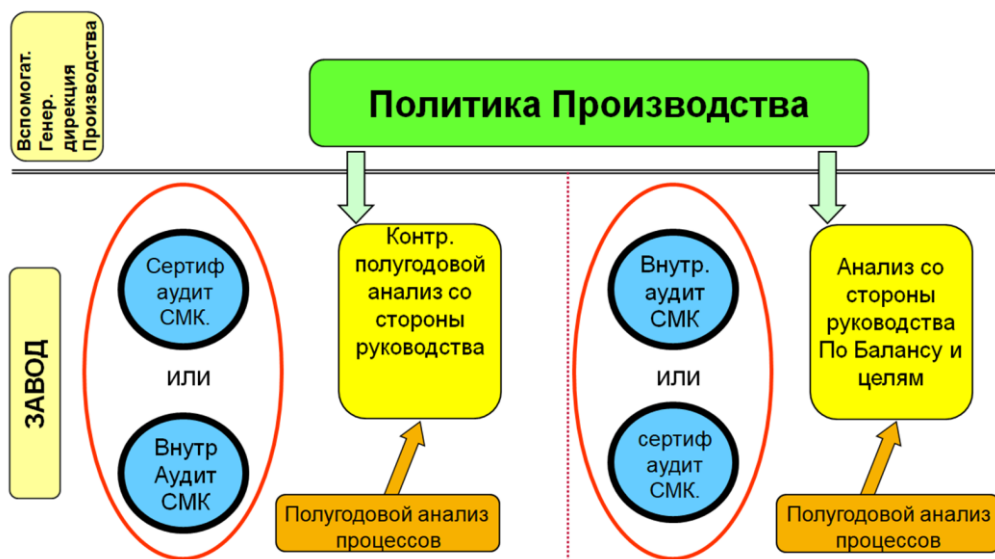 Вспомогат.
Генер.
дирекция
Производства
Политика Производства
ЗАВОД
Сертиф
аудит
СМК.
или
Внутр
Аудит
СМК
Контр.
полугодовой
анализ со
стороны
руководства
Полугодовой анализ
процессов
Внутр.
аудит
СМК
или
сертиф
аудит
СМК.
Анализ со
стороны
руководства
По Балансу и
целям
Полугодовой анализ
процессов